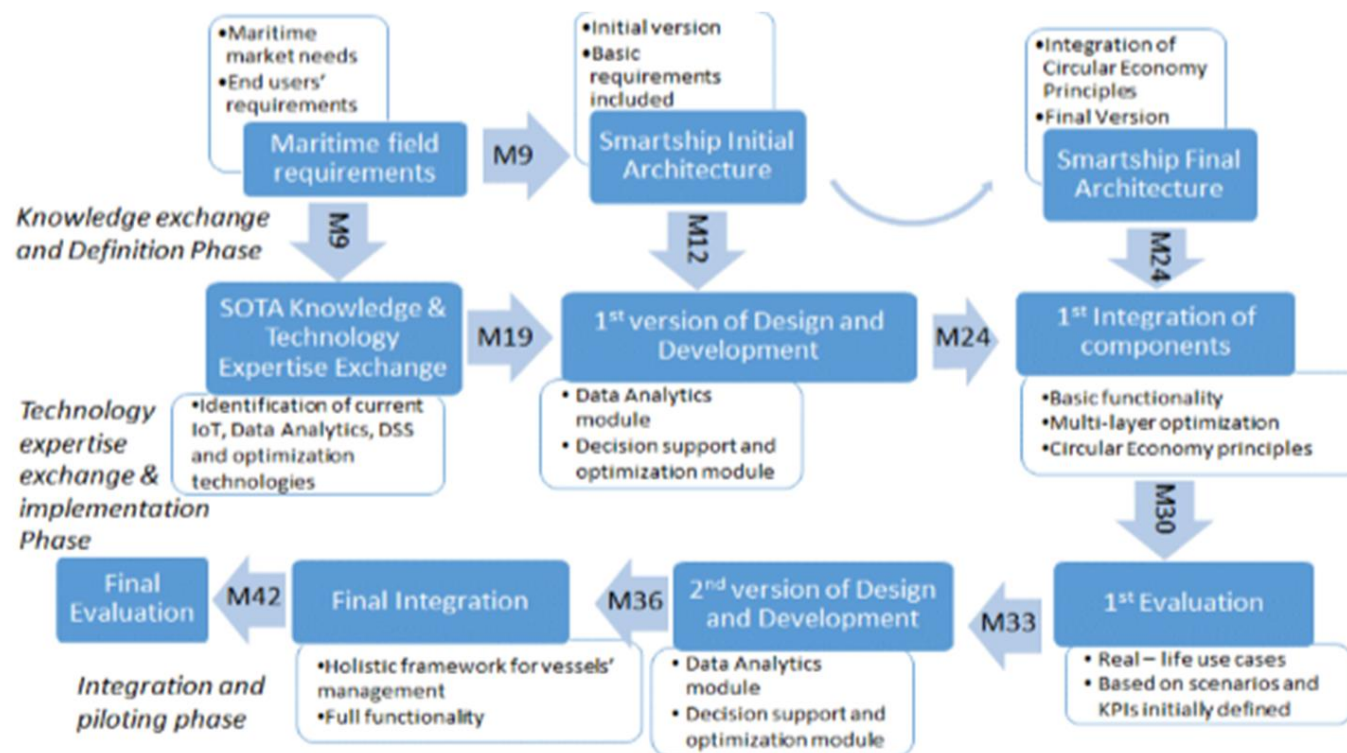 •Maritime
market needs
•End users'
requirements
Maritime field
requirements
M9
•Initial version
•Basic
requirements
included
Smartship Initial
Architecture
•Integration of
Circular Economy
Principles
•Final Version
Smartship Final
Architecture
Knowledge exchange
and Definition Phase
M9
M12
M24
SOTA Knowledge &
Technology
Expertise Exchange
•Identification of current
IoT, Data Analytics, DSS
and optimization
technologies
M19
1st version of Design and
Development
• Data Analytics
module
• Decision support and
optimization module
M24
1st Integration of
components
•Basic functionality
•Multi-layer optimization
•Circular Economy principles
Technology
expertise
exchange &
implementation
Phase
M30
Final
Evaluation
M42
Final Integration
•Holistic framework for vessels'
management
•Full functionality
M36
2nd version of Design
and Development
• Data Analytics
module
• Decision support and
optimization module
M33
1st Evaluation
• Real – life use cases
• Based on scenarios and
KPIs initially defined
Integration and
piloting phase